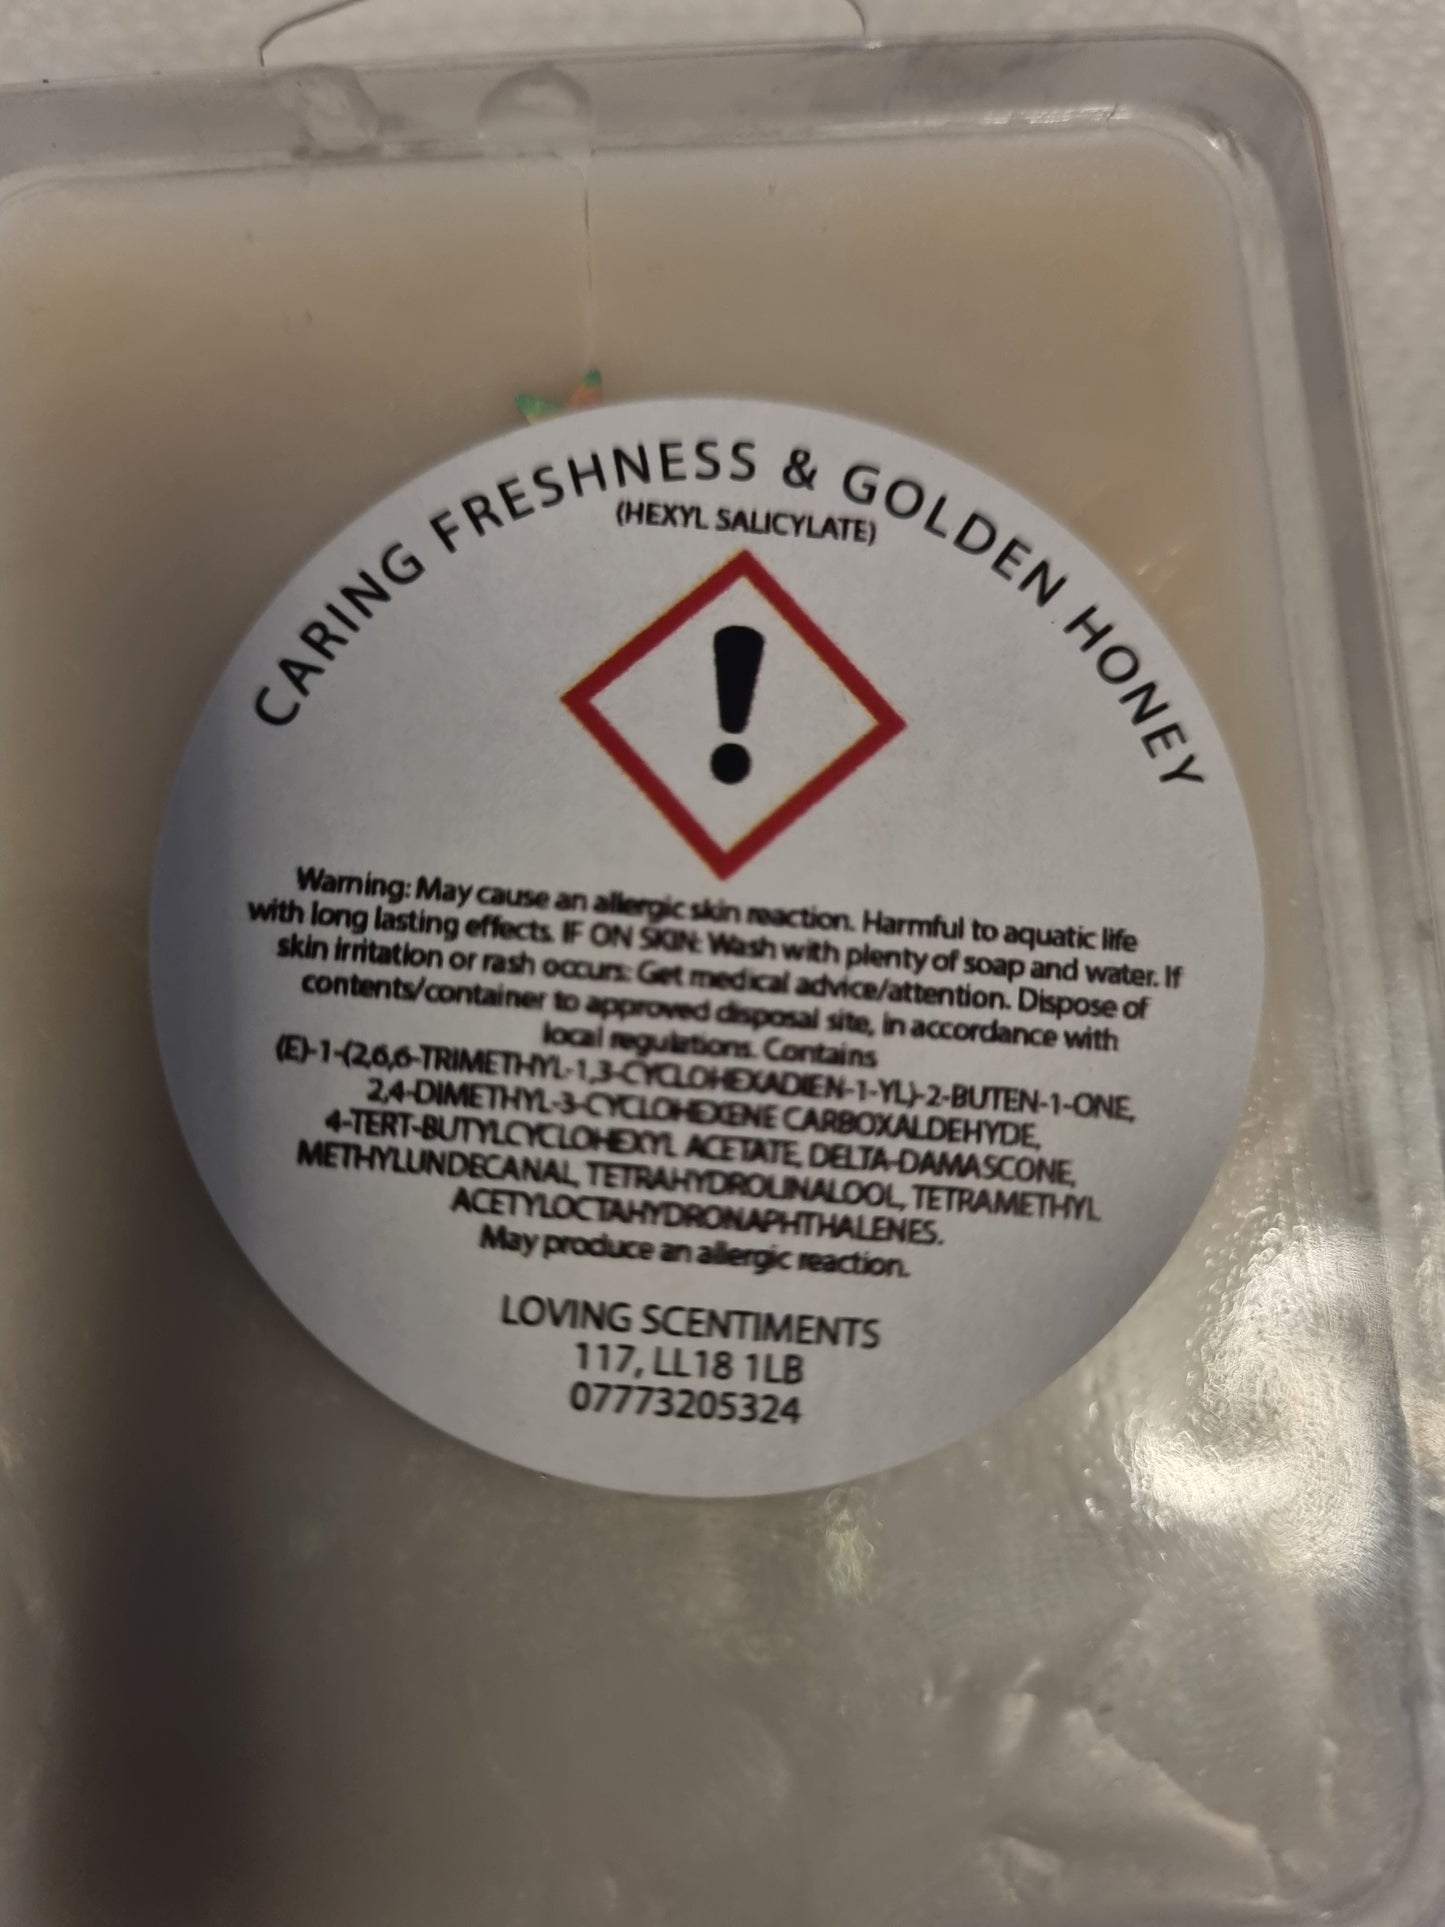 CARING FRESHNESS & GOLDEN HONEY
(HEXYL SALICYLATE)
Warning: May cause an allergic skin reaction. Harmful to aquatic life
with long lasting effects. IF ON SKIN: Wash with plenty of soap and water. If
skin irritation or rash occurs: Get medical advice/attention. Dispose of
contents/container to approved disposal site, in accordance with
local regulations. Contains
(E)-1-(2,6,6-TRIMETHYL-1,3-CYCLOHEXADIEN-1-YL)-2-BUTEN-1-ONE,
2,4-DIMETHYL-3-CYCLOHEXENE CARBOXALDEHYDE,
4-TERT-BUTYLCYCLOHEXYL ACETATE, DELTA-DAMASCONE,
METHYLUNDECANAL, TETRAHYDROLINALOOL, TETRAMETHYL
ACETYLOCTAHYDRONAPHTHALENES.
May produce an allergic reaction.
LOVING SCENTIMENTS
117, LL18 1LB
07773205324